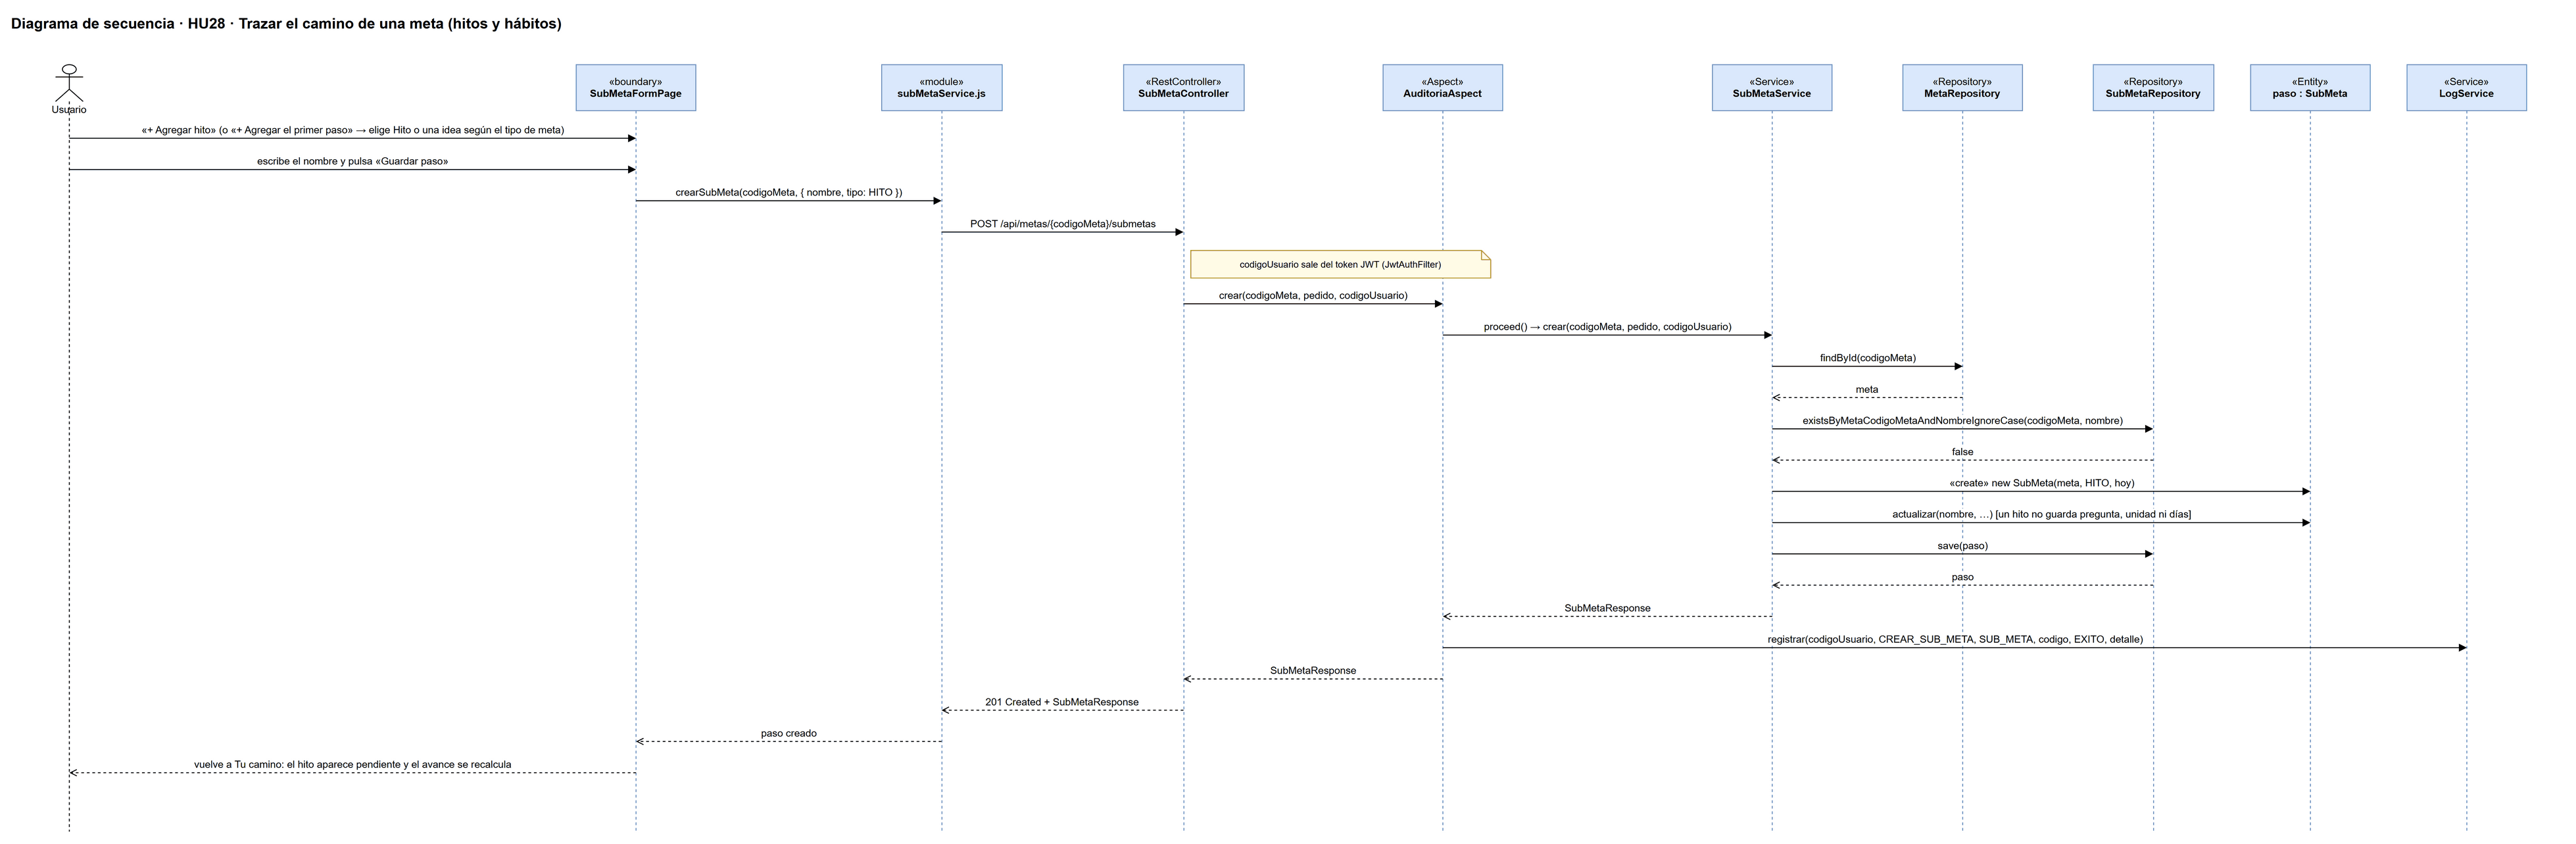 Diagrama de secuencia · HU28 · Trazar el camino de una meta (hitos y hábitos)
Usuario
«boundary»
SubMetaFormPage
«module»
subMetaService.js
«RestController»
SubMetaController
«Aspect»
AuditoriaAspect
«Service»
SubMetaService
«Repository»
MetaRepository
«Repository»
SubMetaRepository
«Entity»
paso : SubMeta
«Service»
LogService
«+ Agregar hito» (o «+ Agregar el primer paso» → elige Hito o una idea según el tipo de meta)
escribe el nombre y pulsa «Guardar paso»
crearSubMeta(codigoMeta, { nombre, tipo: HITO })
POST /api/metas/{codigoMeta}/submetas
codigoUsuario sale del token JWT (JwtAuthFilter)
crear(codigoMeta, pedido, codigoUsuario)
proceed() → crear(codigoMeta, pedido, codigoUsuario)
findById(codigoMeta)
meta
existsByMetaCodigoMetaAndNombreIgnoreCase(codigoMeta, nombre)
false
«create» new SubMeta(meta, HITO, hoy)
actualizar(nombre, …) [un hito no guarda pregunta, unidad ni días]
save(paso)
paso
SubMetaResponse
registrar(codigoUsuario, CREAR_SUB_META, SUB_META, codigo, EXITO, detalle)
SubMetaResponse
201 Created + SubMetaResponse
paso creado
vuelve a Tu camino: el hito aparece pendiente y el avance se recalcula